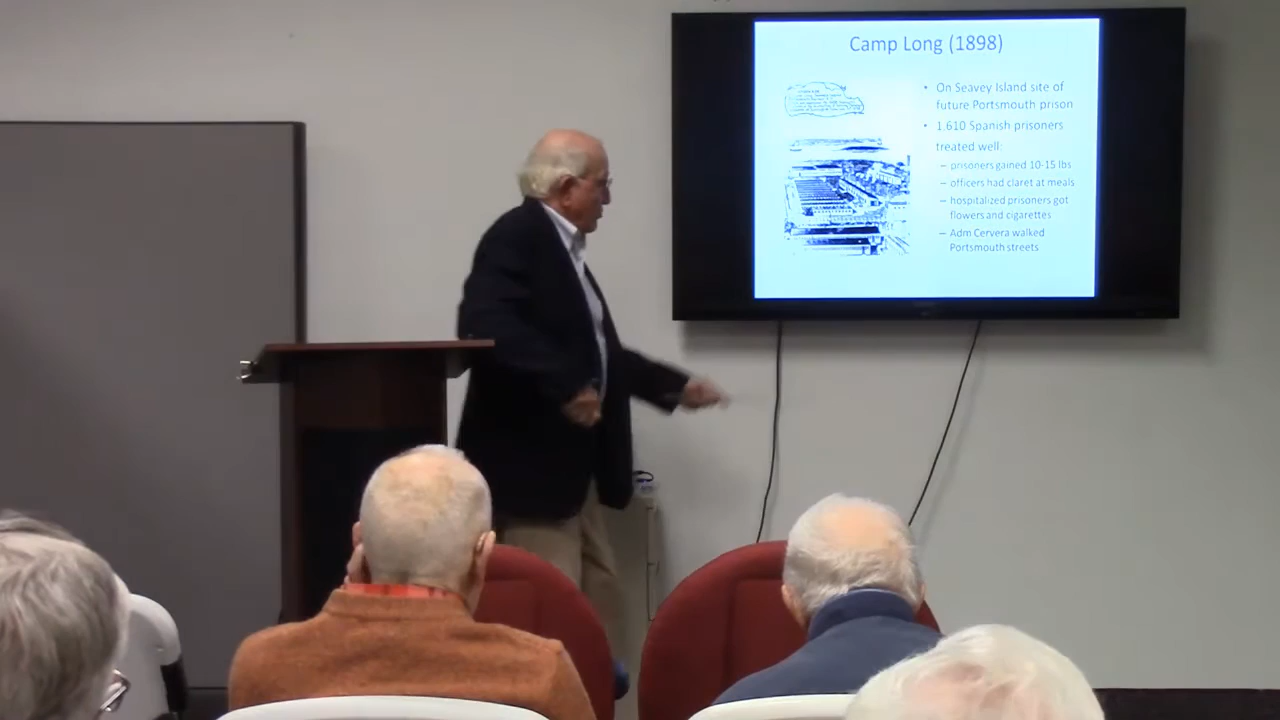 Camp Long (1898)
• On Seavey Island site of
future Portsmouth prison
• 1.610 Spanish prisoners
treated well:
– prisoners gained 10-15 lbs
– officers had claret at meals
– hospitalized prisoners got
flowers and cigarettes
– Adm Cervera walked
Portsmouth streets